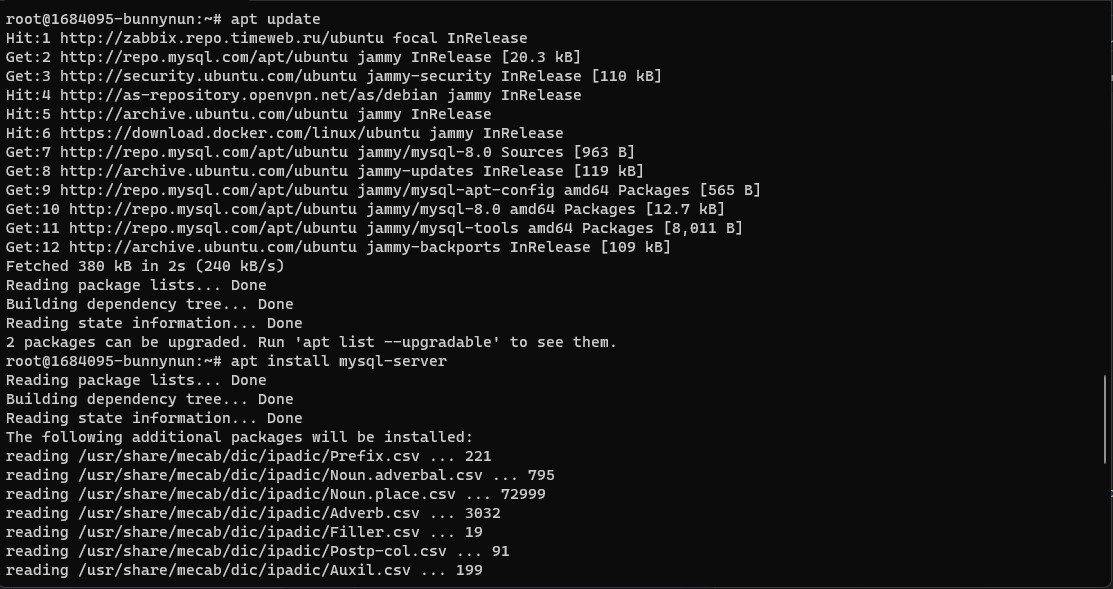 root@1684095-bunnynun:~# apt update
Hit:1 http://zabbix.repo.timeweb.ru/ubuntu focal InRelease
Get:2 http://repo.mysql.com/apt/ubuntu jammy InRelease [20.3 kB]
Get:3 http://security.ubuntu.com/ubuntu jammy-security InRelease [110 kB]
Hit:4 http://as-repository.openvpn.net/as/debian jammy InRelease
Hit:5 http://archive.ubuntu.com/ubuntu jammy InRelease
Hit:6 https://download.docker.com/linux/ubuntu jammy InRelease
Get:7 http://repo.mysql.com/apt/ubuntu jammy/mysql-8.0 Sources [963 B]
Get:8 http://archive.ubuntu.com/ubuntu jammy-updates InRelease [119 kB]
Get:9 http://repo.mysql.com/apt/ubuntu jammy/mysql-apt-config amd64 Packages [565 B]
Get:10 http://repo.mysql.com/apt/ubuntu jammy/mysql-8.0 amd64 Packages [12.7 kB]
Get:11 http://repo.mysql.com/apt/ubuntu jammy/mysql-tools amd64 Packages [8,011 B]
Get:12 http://archive.ubuntu.com/ubuntu jammy-backports InRelease [109 kB]
Fetched 380 kB in 2s (240 kB/s)
Reading package lists... Done
Building dependency tree... Done
Reading state information... Done
2 packages can be upgraded. Run 'apt list --upgradable' to see them.
root@1684095-bunnynun:~# apt install mysql-server
Reading package lists... Done
Building dependency tree... Done
Reading state information... Done
The following additional packages will be installed:
reading /usr/share/mecab/dic/ipadic/Prefix.csv ... 221
reading /usr/share/mecab/dic/ipadic/Noun.adverbal.csv ... 795
reading /usr/share/mecab/dic/ipadic/Noun.place.csv ... 72999
reading /usr/share/mecab/dic/ipadic/Adverb.csv ... 3032
reading /usr/share/mecab/dic/ipadic/Filler.csv ... 19
reading /usr/share/mecab/dic/ipadic/Postp-col.csv ... 91
reading /usr/share/mecab/dic/ipadic/Auxil.csv ... 199